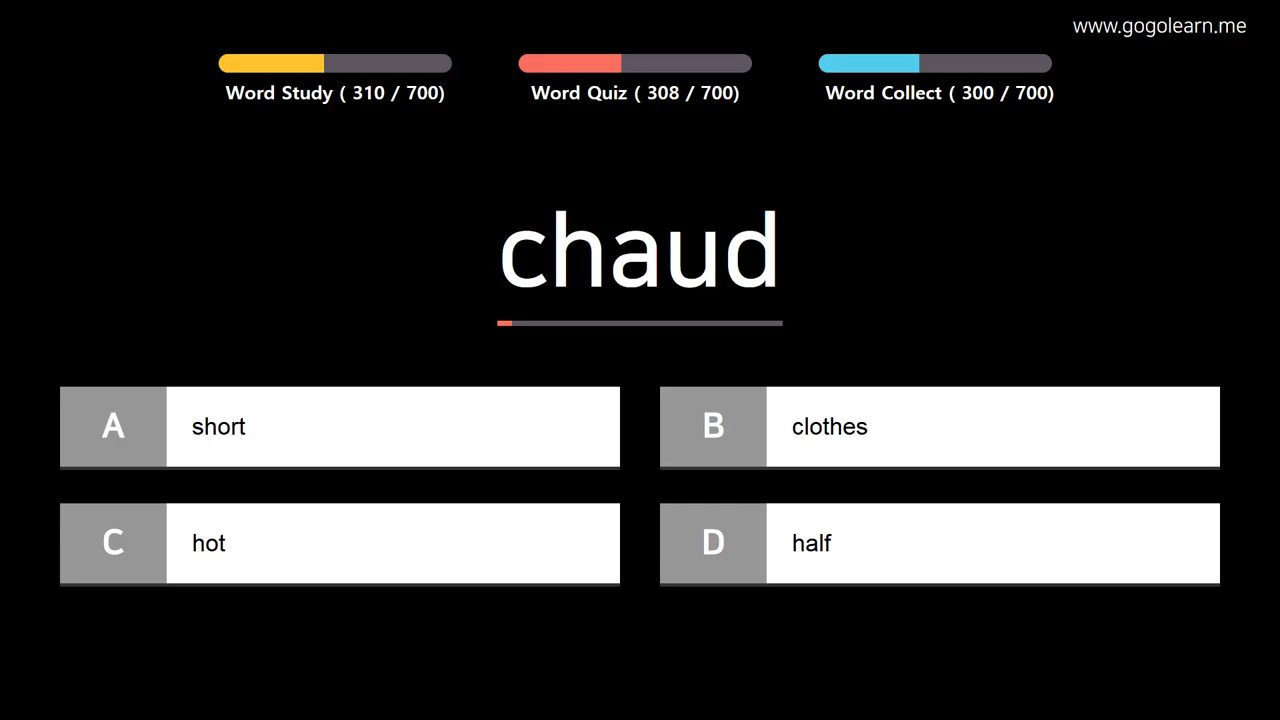 www.gogolearn.me
Word Study ( 310 / 700)
Word Quiz ( 308 / 700)
Word Collect ( 300 / 700)
chaud
A short
B clothes
C hot
D half